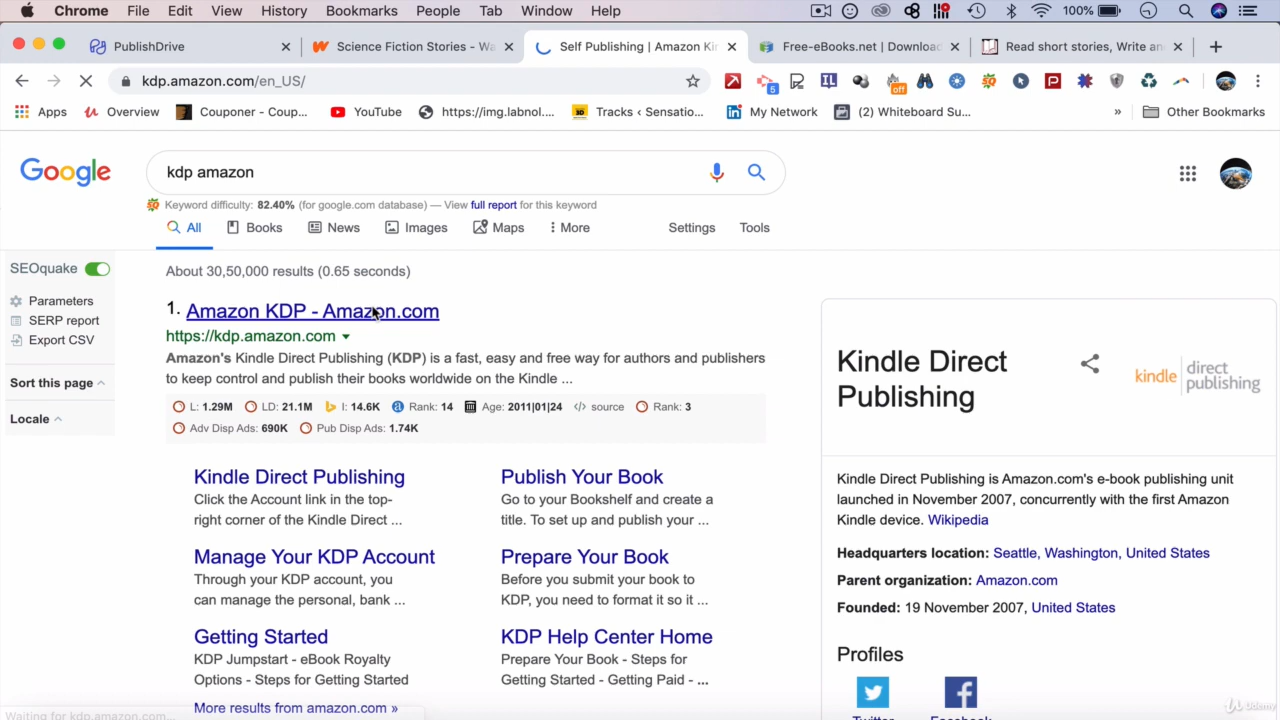 Chrome File Edit View History Bookmarks People Tab Window Help 100%
PublishDrive
Science Fiction Stories - Wa
Self Publishing | Amazon Kin
Free-eBooks.net | Download
Read short stories, Write an
kdp.amazon.com/en_US/
Apps Overview Couponer - Coup... YouTube https://img.labnol.... Tracks ‹ Sensatio... My Network (2) Whiteboard Su... » Other Bookmarks
Google
kdp amazon
Keyword difficulty: 82.40% (for google.com database) — View full report for this keyword
All Books News Images Maps More Settings Tools
SEOquake
Parameters
SERP report
Export CSV
Sort this page
Locale
About 30,50,000 results (0.65 seconds)
1. Amazon KDP - Amazon.com
https://kdp.amazon.com
Amazon's Kindle Direct Publishing (KDP) is a fast, easy and free way for authors and publishers
to keep control and publish their books worldwide on the Kindle ...
L: 1.29M LD: 21.1M I: 14.6K Rank: 14 Age: 2011|01|24 </> source Rank: 3
Adv Disp Ads: 690K Pub Disp Ads: 1.74K
Kindle Direct Publishing
Click the Account link in the top-
right corner of the Kindle Direct ...
Publish Your Book
Go to your Bookshelf and create a
title. To set up and publish your ...
Manage Your KDP Account
Through your KDP account, you
can manage the personal, bank ...
Prepare Your Book
Before you submit your book to
KDP, you need to format it so it ...
Getting Started
KDP Jumpstart - eBook Royalty
Options - Steps for Getting Started
KDP Help Center Home
Prepare Your Book - Steps for
Getting Started - Getting Paid - ...
More results from amazon.com »
Kindle Direct
Publishing
kindle direct
publishing
Kindle Direct Publishing is Amazon.com's e-book publishing unit
launched in November 2007, concurrently with the first Amazon
Kindle device. Wikipedia
Headquarters location: Seattle, Washington, United States
Parent organization: Amazon.com
Founded: 19 November 2007, United States
Profiles
Twitter Facebook
Waiting for kdp.amazon.com...
Udemy